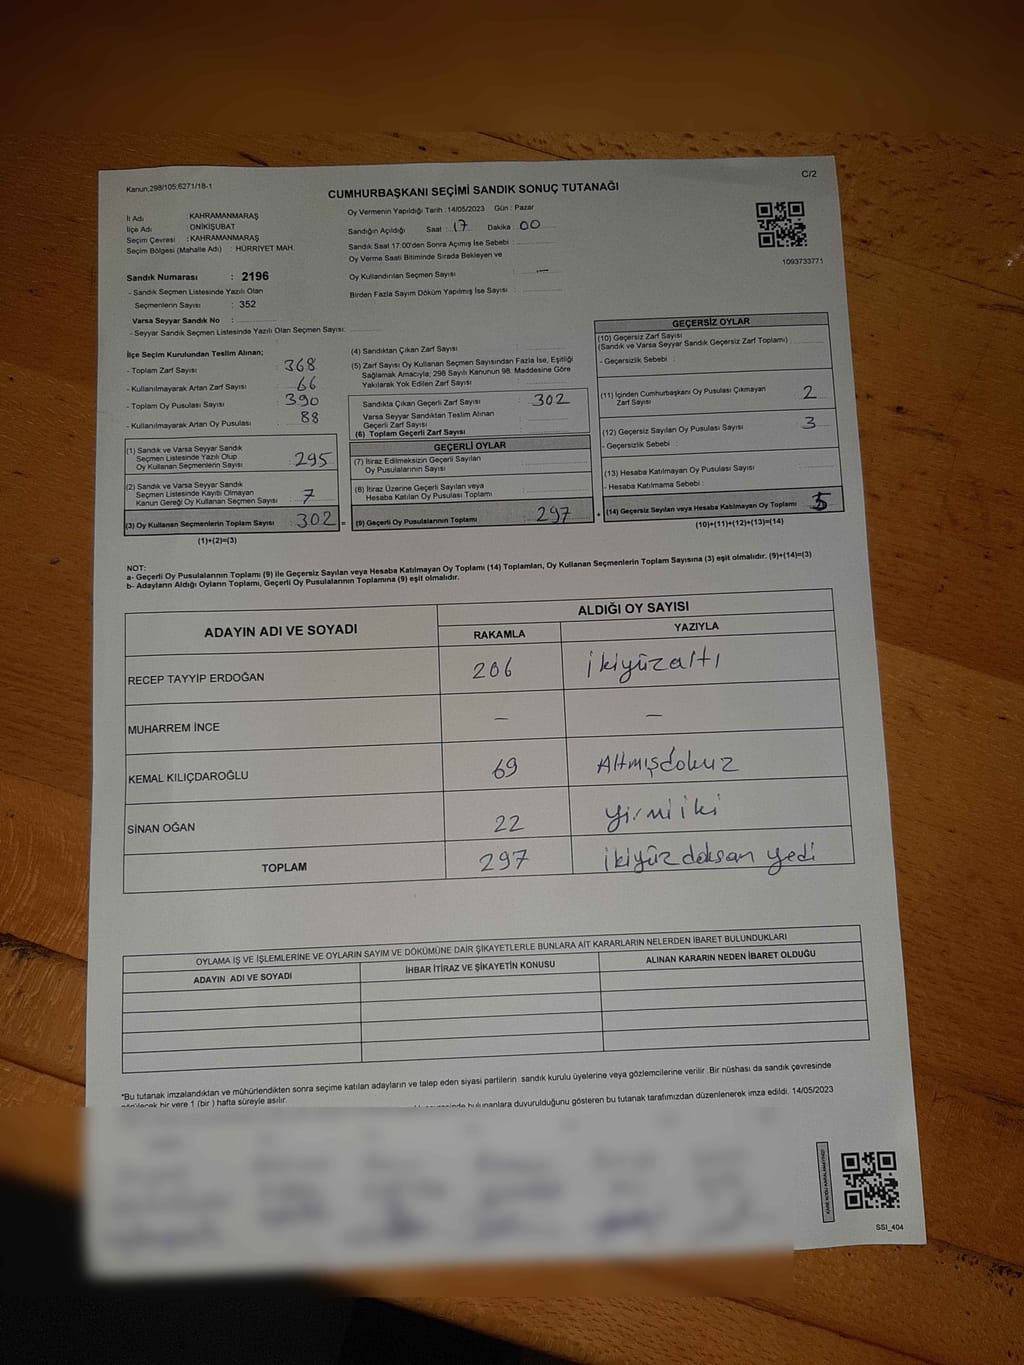 Kanun:298/105;6271/18-1
C/2
CUMHURBAŞKANI SEÇİMİ SANDIK SONUÇ TUTANAĞI
İl Adı : KAHRAMANMARAŞ
İlçe Adı : ONİKİŞUBAT
Seçim Çevresi : KAHRAMANMARAŞ
Seçim Bölgesi (Mahalle Adı) : HÜRRİYET MAH.
Oy Vermenin Yapıldığı Tarih : 14/05/2023 Gün : Pazar
Sandığın Açıldığı Saat : 17 Dakika : 00
Sandık Saat 17:00'den Sonra Açımış İse Sebebi :
Oy Verme Saati Bitiminde Sırada Bekleyen ve
Oy Kullandırılan Seçmen Sayısı : —
Birden Fazla Sayım Döküm Yapılmış İse Sayısı :
1093733771
Sandık Numarası : 2196
- Sandık Seçmen Listesinde Yazılı Olan
Seçmenlerin Sayısı : 352
Varsa Seyyar Sandık No :
- Seyyar Sandık Seçmen Listesinde Yazılı Olan Seçmen Sayısı:
İlçe Seçim Kurulundan Teslim Alınan;
- Toplam Zarf Sayısı : 368
- Kullanılmayarak Artan Zarf Sayısı : 66
- Toplam Oy Pusulası Sayısı : 390
- Kullanılmayarak Artan Oy Pusulası : 88
(1) Sandık ve Varsa Seyyar Sandık
Seçmen Listesinde Yazılı Olup
Oy Kullanan Seçmenlerin Sayısı : 295
(2) Sandık ve Varsa Seyyar Sandık
Seçmen Listesinde Kayıtlı Olmayan
Kanun Gereği Oy Kullanan Seçmen Sayısı : 7
(3) Oy Kullanan Seçmenlerin Toplam Sayısı : 302 =
(1)+(2)=(3)
(4) Sandıktan Çıkan Zarf Sayısı :
(5) Zarf Sayısı Oy Kullanan Seçmen Sayısından Fazla İse, Eşitliği
Sağlamak Amacıyla; 298 Sayılı Kanunun 98. Maddesine Göre
Yakılarak Yok Edilen Zarf Sayısı :
Sandıkta Çıkan Geçerli Zarf Sayısı : 302
Varsa Seyyar Sandıktan Teslim Alınan
Geçerli Zarf Sayısı :
(6) Toplam Geçerli Zarf Sayısı :
GEÇERLİ OYLAR
(7) İtiraz Edilmeksizin Geçerli Sayılan
Oy Pusulalarının Sayısı :
(8) İtiraz Üzerine Geçerli Sayılan veya
Hesaba Katılan Oy Pusulası Toplamı :
(9) Geçerli Oy Pusulalarının Toplamı : 297 +
GEÇERSİZ OYLAR
(10) Geçersiz Zarf Sayısı
(Sandık ve Varsa Seyyar Sandık Geçersiz Zarf Toplamı)
- Geçersizlik Sebebi :
(11) İçinden Cumhurbaşkanı Oy Pusulası Çıkmayan
Zarf Sayısı : 2
(12) Geçersiz Sayılan Oy Pusulası Sayısı : 3
- Geçersizlik Sebebi :
(13) Hesaba Katılmayan Oy Pusulası Sayısı :
- Hesaba Katılmama Sebebi :
(14) Geçersiz Sayılan veya Hesaba Katılmayan Oy Toplamı : 5
(10)+(11)+(12)+(13)=(14)
NOT:
a- Geçerli Oy Pusulalarının Toplamı (9) ile Geçersiz Sayılan veya Hesaba Katılmayan Oy Toplamı (14) Toplamları, Oy Kullanan Seçmenlerin Toplam Sayısına (3) eşit olmalıdır. (9)+(14)=(3)
b- Adayların Aldığı Oyların Toplamı, Geçerli Oy Pusulalarının Toplamına (9) eşit olmalıdır.
ADAYIN ADI VE SOYADI ALDIĞI OY SAYISI
RAKAMLA YAZIYLA
RECEP TAYYİP ERDOĞAN 206 ikiyüzaltı
MUHARREM İNCE — —
KEMAL KILIÇDAROĞLU 69 Altmışdokuz
SİNAN OĞAN 22 yirmiiki
TOPLAM 297 ikiyüz doksan yedi
OYLAMA İŞ VE İŞLEMLERİNE VE OYLARIN SAYIM VE DÖKÜMÜNE DAİR ŞİKAYETLERLE BUNLARA AİT KARARLARIN NELERDEN İBARET BULUNDUKLARI
ADAYIN ADI VE SOYADI İHBAR İTİRAZ VE ŞİKAYETİN KONUSU ALINAN KARARIN NEDEN İBARET OLDUĞU
*Bu tutanak imzalandıktan ve mühürlendikten sonra seçime katılan adayların ve talep eden siyasi partilerin sandık kurulu üyelerine veya gözlemcilerine verilir. Bir nüshası da sandık çevresinde
görülecek bir yere 1 (bir) hafta süreyle asılır.
bulunanlara duyurulduğunu gösteren bu tutanak tarafımızdan düzenlenerek imza edildi. 14/05/2023
SSI_404